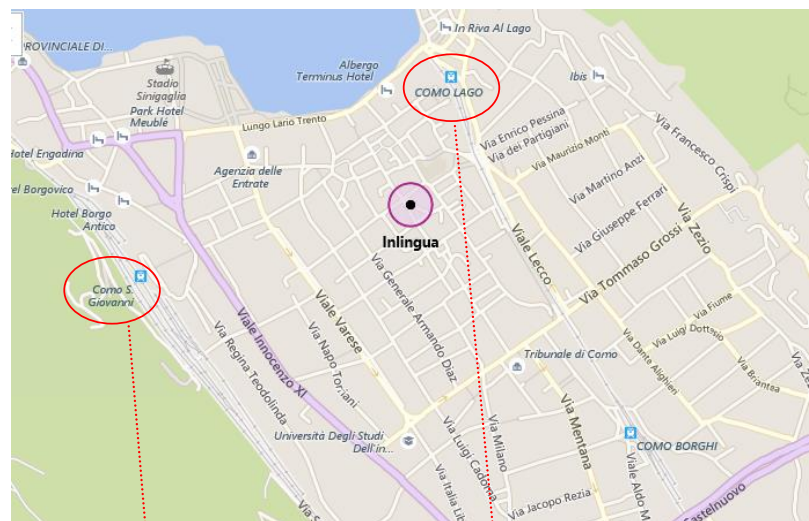 PROVINCIALE DI...
Stadio
Sinigaglia
Park Hotel
Meublé
Hotel Engadina
Hotel Borgo
Antico
Como S.
Giovanni
Lungo Lario Trento
Agenzia delle
Entrate
Albergo
Terminus Hotel
In Riva Al Lago
COMO LAGO
Ibis
Via Enrico Pessina
Via dei Partigiani
Via Maurizio Monti
Via Francesco Crispi
Via Martino Anzi
Via Giuseppe Ferrari
Via Zezio
Inlingua
Viale Lecco
Via Tommaso Grossi
Via Generale Armando Diaz
Viale Varese
Via Napo Torriani
Viale Innocenzo XI
Via Regina Teodolinda
Via Fiume
Via Luigi Dottesio
Via Dante Alighieri
Via Briantea
Tribunale di Como
Università Degli Studi
Dell'in...
Via Luigi Cadorna
Via Milano
Via Mentana
COMO BORGHI
Viale Aldo M
Via Italia Lib
Via Jacopo Rezia
Castelnuovo